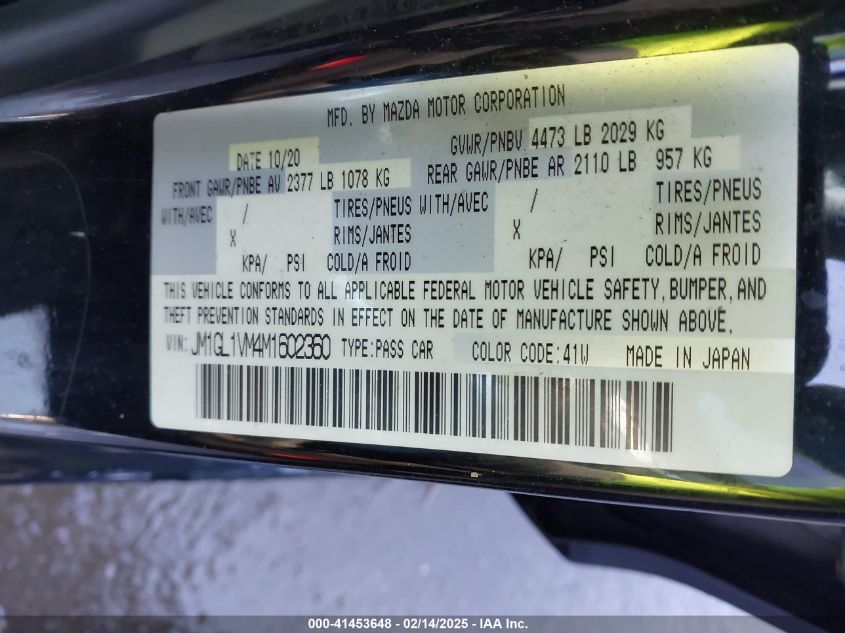 MFD. BY MAZDA MOTOR CORPORATION
DATE 10/20 GVWR/PNBV 4473 LB 2029 KG
FRONT GAWR/PNBE AV 2377 LB 1078 KG REAR GAWR/PNBE AR 2110 LB 957 KG
WITH/AVEC / TIRES/PNEUS WITH/AVEC / TIRES/PNEUS
X RIMS/JANTES X RIMS/JANTES
KPA/ PSI COLD/A FROID KPA/ PSI COLD/A FROID
THIS VEHICLE CONFORMS TO ALL APPLICABLE FEDERAL MOTOR VEHICLE SAFETY, BUMPER, AND
THEFT PREVENTION STANDARDS IN EFFECT ON THE DATE OF MANUFACTURE SHOWN ABOVE.
VIN: JM1GL1VM4M1602360 TYPE:PASS CAR COLOR CODE:41W MADE IN JAPAN
000-41453648 - 02/14/2025 - IAA Inc.